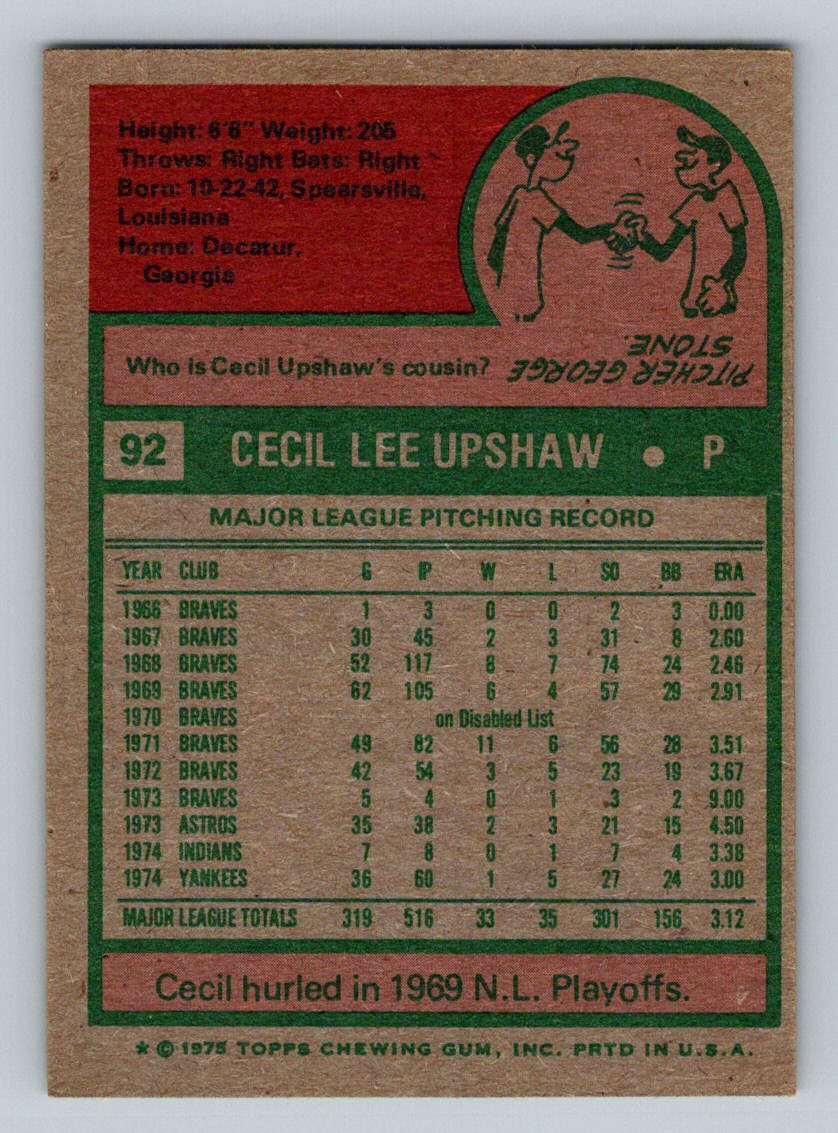 Height: 6'6" Weight: 205
Throws: Right Bats: Right
Born: 10-22-42, Spearsville,
Louisiana
Home: Decatur,
Georgia
Who is Cecil Upshaw's cousin?
PITCHER GEORGE
STONE.
92 CECIL LEE UPSHAW • P
MAJOR LEAGUE PITCHING RECORD
YEAR CLUB G IP W L SO BB ERA
1966 BRAVES 1 3 0 0 2 3 0.00
1967 BRAVES 30 45 2 3 31 8 2.60
1968 BRAVES 52 117 8 7 74 24 2.46
1969 BRAVES 62 105 6 4 57 29 2.91
1970 BRAVES on Disabled List
1971 BRAVES 49 82 11 6 56 28 3.51
1972 BRAVES 42 54 3 5 23 19 3.67
1973 BRAVES 5 4 0 1 3 2 9.00
1973 ASTROS 35 38 2 3 21 15 4.50
1974 INDIANS 7 8 0 1 7 4 3.38
1974 YANKEES 36 60 1 5 27 24 3.00
MAJOR LEAGUE TOTALS 319 516 33 35 301 156 3.12
Cecil hurled in 1969 N.L. Playoffs.
* © 1975 TOPPS CHEWING GUM, INC. PRTD IN U.S.A.